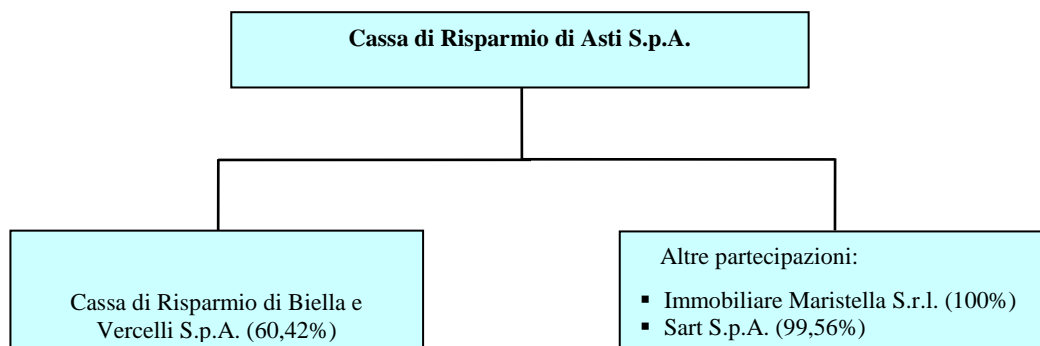 Cassa di Risparmio di Asti S.p.A.
Cassa di Risparmio di Biella e
Vercelli S.p.A. (60,42%)
Altre partecipazioni:
▪ Immobiliare Maristella S.r.l. (100%)
▪ Sart S.p.A. (99,56%)